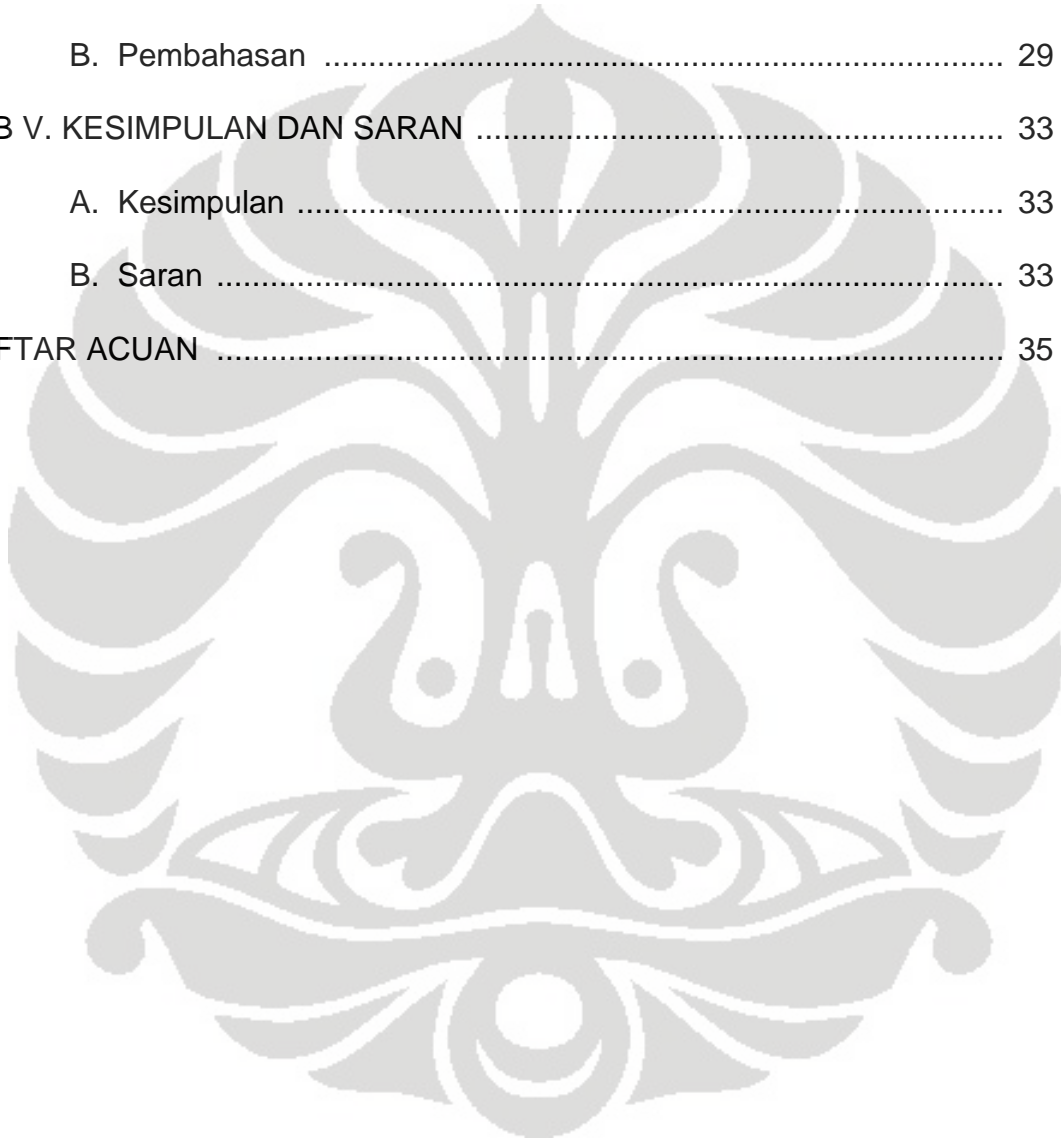 B. Pembahasan ............................................................................ 29
B V. KESIMPULAN DAN SARAN ........................................................... 33
A. Kesimpulan ............................................................................... 33
B. Saran ........................................................................................ 33
FTAR ACUAN ........................................................................................ 35